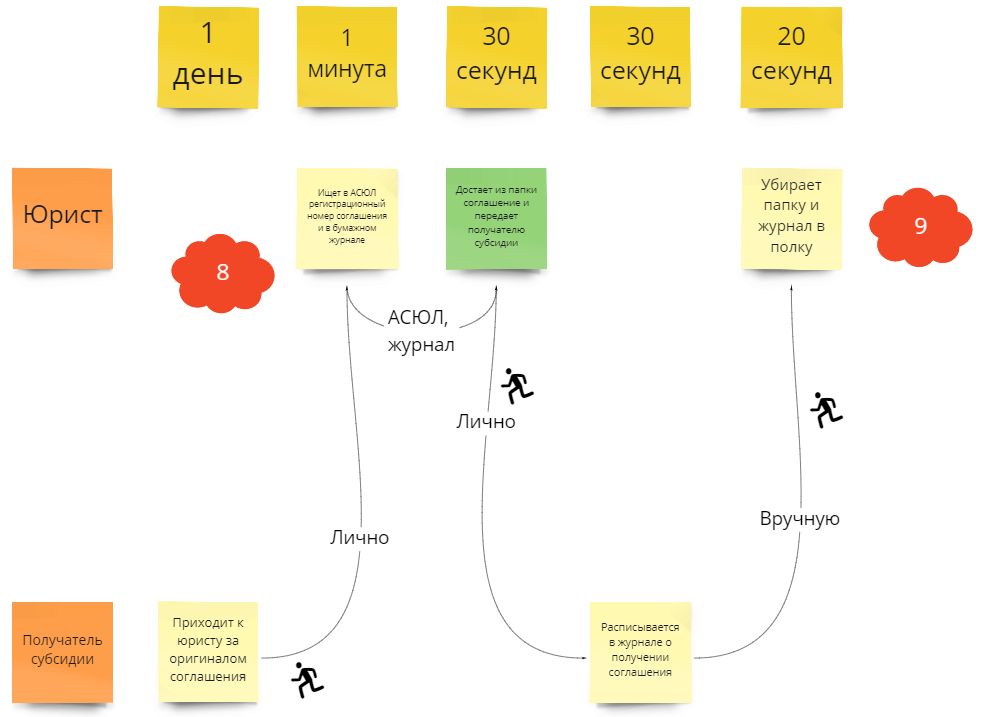 1
день
1
минута
30
секунд
30
секунд
20
секунд
Юрист
8
Ищет в АСЮЛ
регистрационный
номер соглашения
и в бумажном
журнале
Достает из папки
соглашение и
передает
получателю
субсидии
Убирает
папку и
журнал в
полку
9
АСЮЛ,
журнал
Лично
Вручную
Лично
Получатель
субсидии
Приходит к
юристу за
оригиналом
соглашения
Расписывается
в журнале о
получении
соглашения